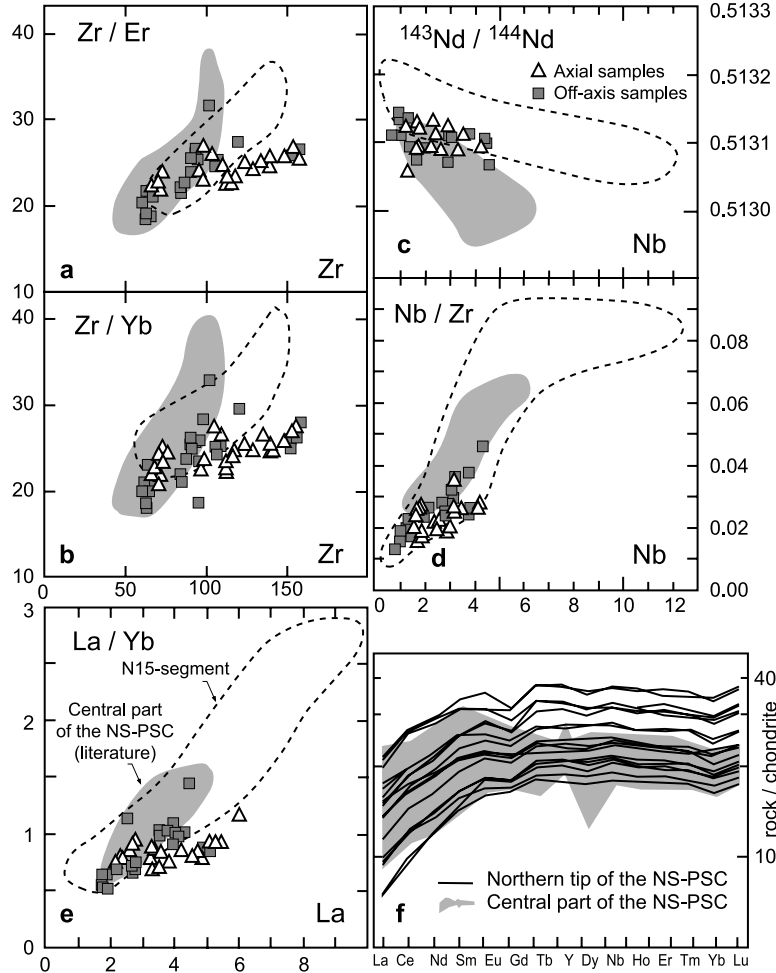 40
Zr / Er
30
20
a
Zr
10
¹⁴³Nd / ¹⁴⁴Nd
Axial samples
Off-axis samples
c
Nb
0.5133
0.5132
0.5131
0.5130
40
Zr / Yb
30
20
b
Zr
10
0
50
100
150
Nb / Zr
d
Nb
0.08
0.06
0.04
0.02
0.00
0
2
4
6
8
10
12
3
La / Yb
N15-segment
Central part
of the NS-PSC
(literature)
2
1
e
La
0
0
2
4
6
8
40
10
rock / chondrite
Northern tip of the NS-PSC
f
Central part of the NS-PSC
La Ce Nd Sm Eu Gd Tb Y Dy Nb Ho Er Tm Yb Lu